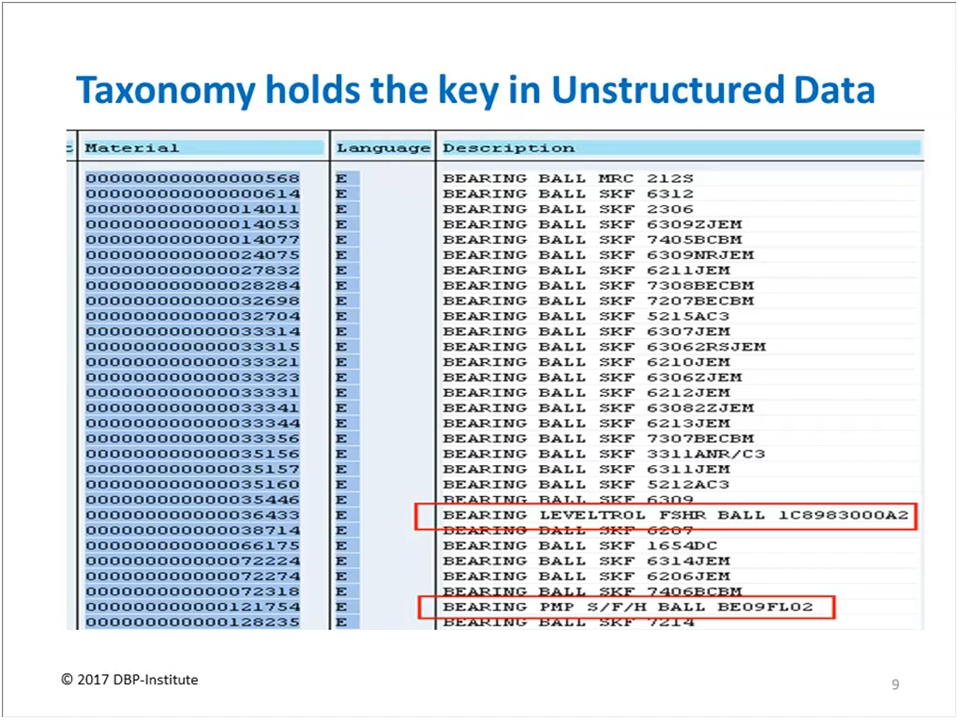 Taxonomy holds the key in Unstructured Data
Material Language Description
000000000000000568 E BEARING BALL MRC 212S
000000000000000614 E BEARING BALL SKF 6312
000000000000014011 E BEARING BALL SKF 2306
000000000000014053 E BEARING BALL SKF 6309ZJEM
000000000000014077 E BEARING BALL SKF 7405BCBM
000000000000024075 E BEARING BALL SKF 6309NRJEM
000000000000027832 E BEARING BALL SKF 6211JEM
000000000000028284 E BEARING BALL SKF 7308BECBM
000000000000032698 E BEARING BALL SKF 7207BECBM
000000000000032704 E BEARING BALL SKF 5215AC3
000000000000033314 E BEARING BALL SKF 6307JEM
000000000000033315 E BEARING BALL SKF 63062RSJEM
000000000000033321 E BEARING BALL SKF 6210JEM
000000000000033323 E BEARING BALL SKF 6306ZJEM
000000000000033331 E BEARING BALL SKF 6212JEM
000000000000033341 E BEARING BALL SKF 63082ZJEM
000000000000033344 E BEARING BALL SKF 6213JEM
000000000000033356 E BEARING BALL SKF 7307BECBM
000000000000035156 E BEARING BALL SKF 3311ANR/C3
000000000000035157 E BEARING BALL SKF 6311JEM
000000000000035160 E BEARING BALL SKF 5212AC3
000000000000035446 E BEARING BALL SKF 6309
000000000000036433 E BEARING LEVELTROL FSHR BALL 1C8983000A2
000000000000038714 E BEARING BALL SKF 6207
000000000000066175 E BEARING BALL SKF 1654DC
000000000000072224 E BEARING BALL SKF 6314JEM
000000000000072274 E BEARING BALL SKF 6206JEM
000000000000072318 E BEARING BALL SKF 7406BCBM
000000000000121754 E BEARING PMP S/F/H BALL BE09FL02
000000000000128235 E BEARING BALL SKF 7214
© 2017 DBP-Institute
9